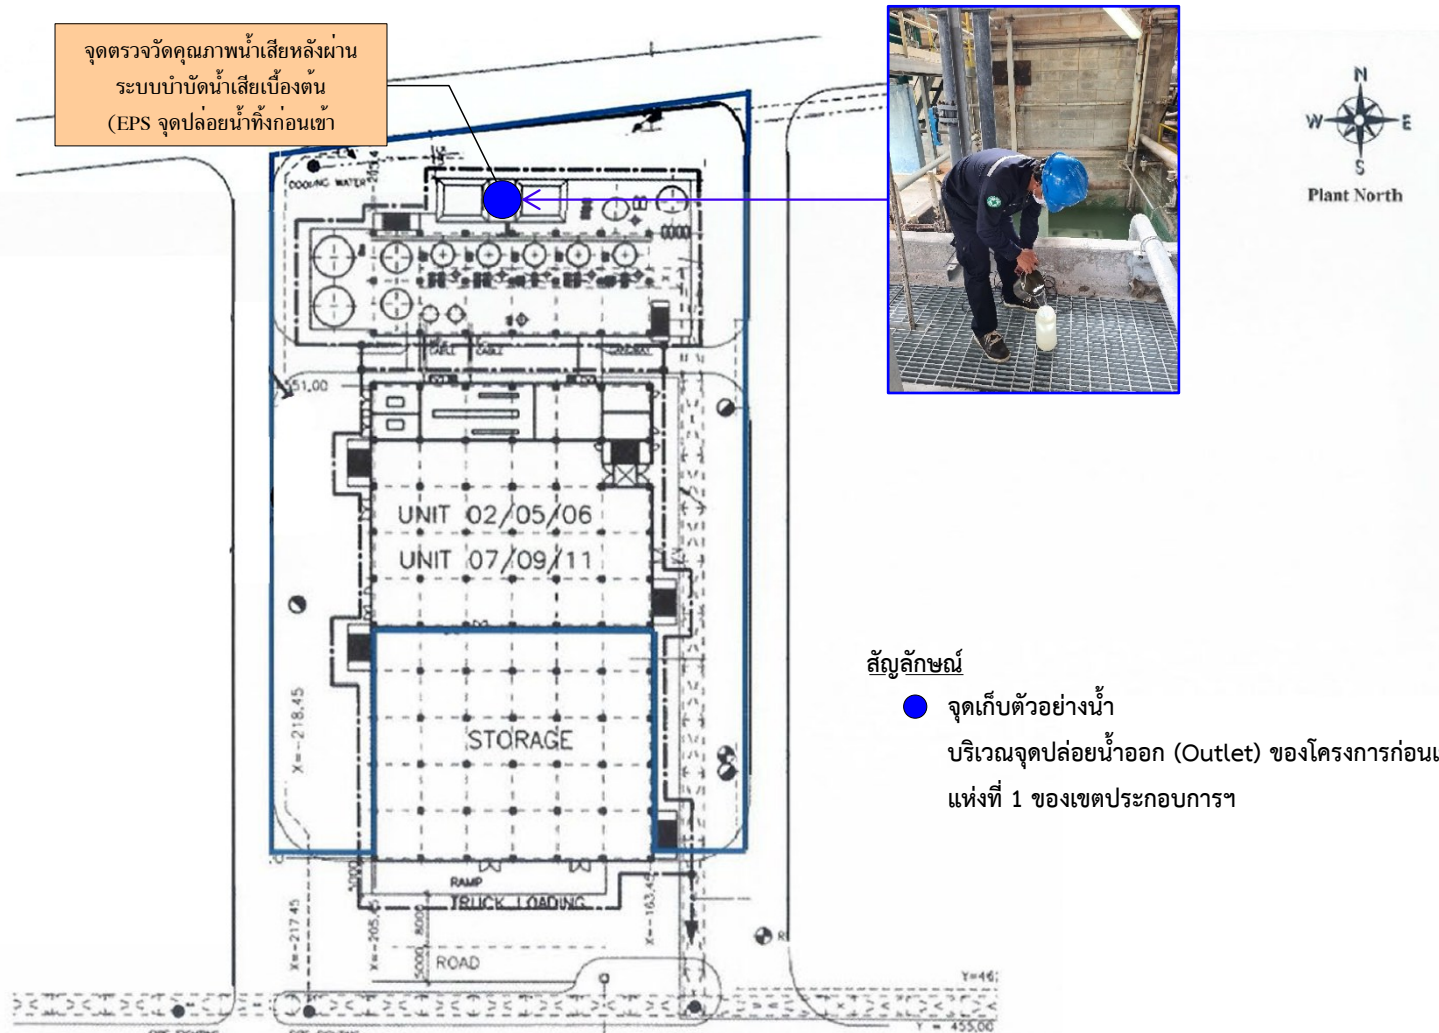 จุดตรวจวัดคุณภาพน้ำเสียหลังผ่าน
ระบบบำบัดน้ำเสียเบื้องต้น
(EPS จุดปล่อยน้ำทิ้งก่อนเข้า
N
W E
S
Plant North
COOLING WATER
CABLE
CABLE
551.00
UNIT 02/05/06
UNIT 07/09/11
STORAGE
X=-218.45
RAMP
TRUCK LOADING
5000
X=-217.45
X=-205.45
5000 8000
X=-163.45
ROAD
สัญลักษณ์
จุดเก็บตัวอย่างน้ำ
บริเวณจุดปล่อยน้ำออก (Outlet) ของโครงการก่อนเ
แห่งที่ 1 ของเขตประกอบการฯ
Y=46
Y = 455.00